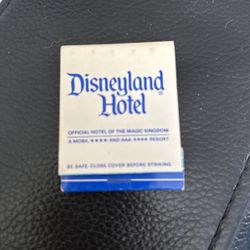 Disneyland®
Hotel
OFFICIAL HOTEL OF THE MAGIC KINGDOM
A MOBIL ★★★★ AND AAA ★★★★ RESORT
BE SAFE-CLOSE COVER BEFORE STRIKING